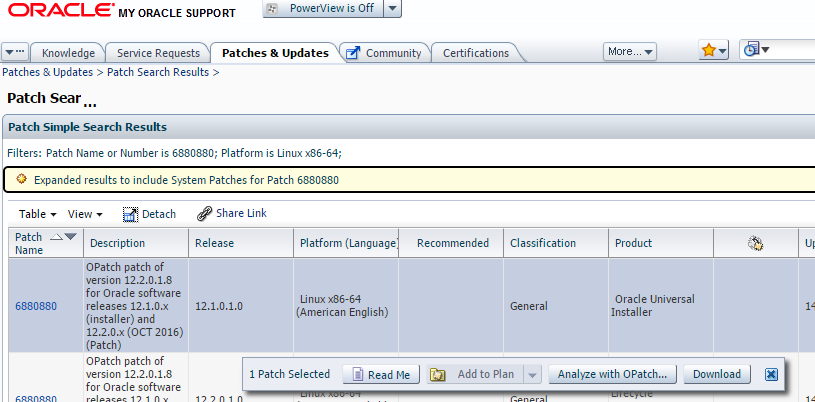 ORACLE MY ORACLE SUPPORT PowerView is Off
Knowledge Service Requests Patches & Updates Community Certifications More...
Patches & Updates > Patch Search Results >
Patch Sear ...
Patch Simple Search Results
Filters: Patch Name or Number is 6880880; Platform is Linux x86-64;
Expanded results to include System Patches for Patch 6880880
Table View Detach Share Link
Patch Name
Description
Release
Platform (Language)
Recommended
Classification
Product
Up
6880880
OPatch patch of
version 12.2.0.1.8
for Oracle software
releases 12.1.0.x
(installer) and
12.2.0.x (OCT 2016)
(Patch)
12.1.0.1.0
Linux x86-64
(American English)
General
Oracle Universal
Installer
14
6880880
OPatch patch of
version 12.2.0.1.8
for Oracle software
releases 12.1.0.x
12.2.0.1.0
Linux x86-64
General
Lifecycle
14
1 Patch Selected Read Me Add to Plan Analyze with OPatch... Download